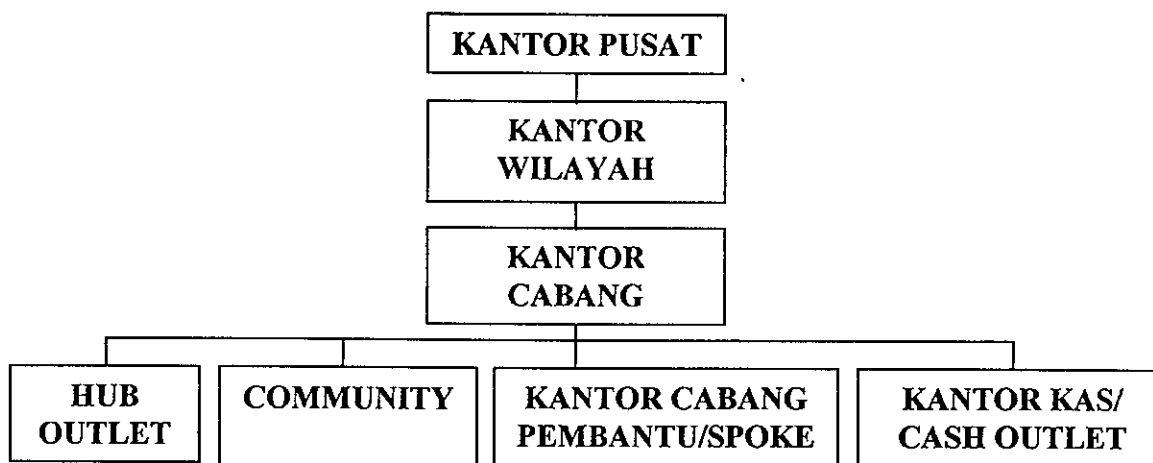 KANTOR PUSAT
KANTOR
WILAYAH
KANTOR
CABANG
HUB
OUTLET
COMMUNITY
KANTOR CABANG
PEMBANTU/SPOKE
KANTOR KAS/
CASH OUTLET